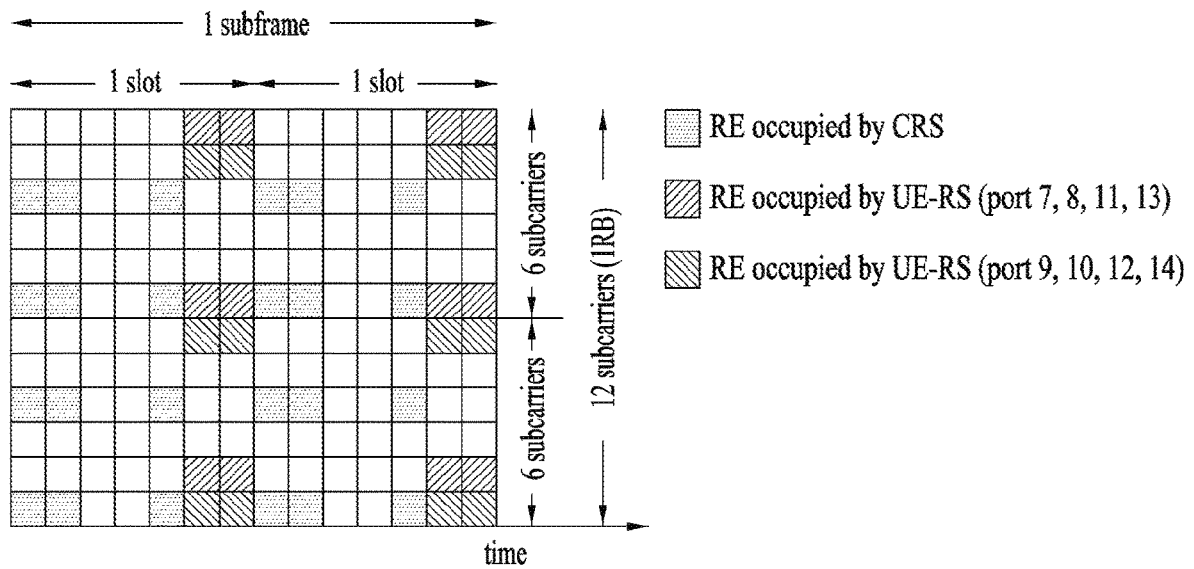 1 subframe
1 slot
1 slot
RE occupied by CRS
RE occupied by UE-RS (port 7, 8, 11, 13)
RE occupied by UE-RS (port 9, 10, 12, 14)
6 subcarriers
6 subcarriers
12 subcarriers (1RB)
time